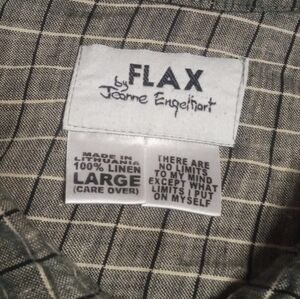 FLAX
by
Jeanne Engelhart
MADE IN
LITHUANIA
100% LINEN
LARGE
(CARE OVER)
THERE ARE
NO LIMITS
TO MY MIND
EXCEPT WHAT
LIMITS I PUT
ON MYSELF